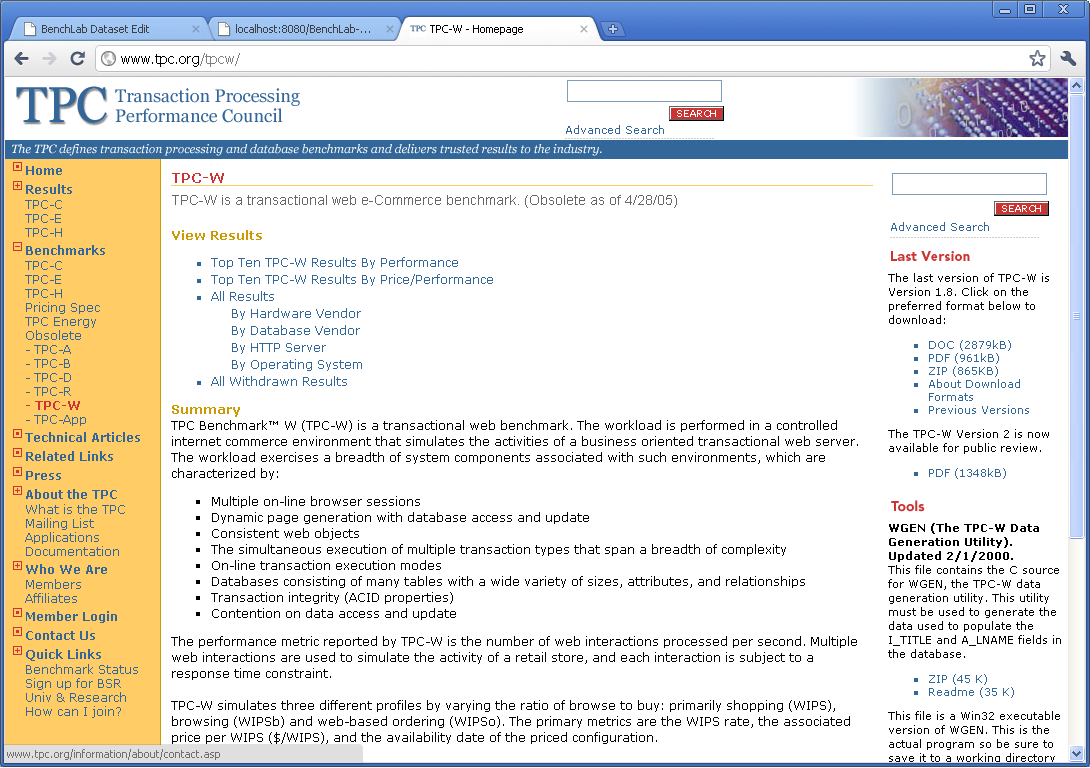 BenchLab Dataset Edit
localhost:8080/BenchLab-...
TPC TPC-W - Homepage
www.tpc.org/tpcw/
TPC Transaction Processing
Performance Council
SEARCH
Advanced Search
The TPC defines transaction processing and database benchmarks and delivers trusted results to the industry.
Home
Results
TPC-C
TPC-E
TPC-H
Benchmarks
TPC-C
TPC-E
TPC-H
Pricing Spec
TPC Energy
Obsolete
- TPC-A
- TPC-B
- TPC-D
- TPC-R
- TPC-W
- TPC-App
Technical Articles
Related Links
Press
About the TPC
What is the TPC
Mailing List
Applications
Documentation
Who We Are
Members
Affiliates
Member Login
Contact Us
Quick Links
Benchmark Status
Sign up for BSR
Univ & Research
How can I join?
TPC-W
TPC-W is a transactional web e-Commerce benchmark. (Obsolete as of 4/28/05)
View Results
Top Ten TPC-W Results By Performance
Top Ten TPC-W Results By Price/Performance
All Results
By Hardware Vendor
By Database Vendor
By HTTP Server
By Operating System
All Withdrawn Results
Summary
TPC Benchmark™ W (TPC-W) is a transactional web benchmark. The workload is performed in a controlled
internet commerce environment that simulates the activities of a business oriented transactional web server.
The workload exercises a breadth of system components associated with such environments, which are
characterized by:
Multiple on-line browser sessions
Dynamic page generation with database access and update
Consistent web objects
The simultaneous execution of multiple transaction types that span a breadth of complexity
On-line transaction execution modes
Databases consisting of many tables with a wide variety of sizes, attributes, and relationships
Transaction integrity (ACID properties)
Contention on data access and update
The performance metric reported by TPC-W is the number of web interactions processed per second. Multiple
web interactions are used to simulate the activity of a retail store, and each interaction is subject to a
response time constraint.
TPC-W simulates three different profiles by varying the ratio of browse to buy: primarily shopping (WIPS),
browsing (WIPSb) and web-based ordering (WIPSo). The primary metrics are the WIPS rate, the associated
price per WIPS ($/WIPS), and the availability date of the priced configuration.
SEARCH
Advanced Search
Last Version
The last version of TPC-W is
Version 1.8. Click on the
preferred format below to
download:
DOC (2879kB)
PDF (961kB)
ZIP (865KB)
About Download
Formats
Previous Versions
The TPC-W Version 2 is now
available for public review.
PDF (1348kB)
Tools
WGEN (The TPC-W Data
Generation Utility).
Updated 2/1/2000.
This file contains the C source
for WGEN, the TPC-W data
generation utility. This utility
must be used to generate the
data used to populate the
I_TITLE and A_LNAME fields in
the database.
ZIP (45 K)
Readme (35 K)
This file is a Win32 executable
version of WGEN. This is the
actual program so be sure to
save it to a working directory
www.tpc.org/information/about/contact.asp